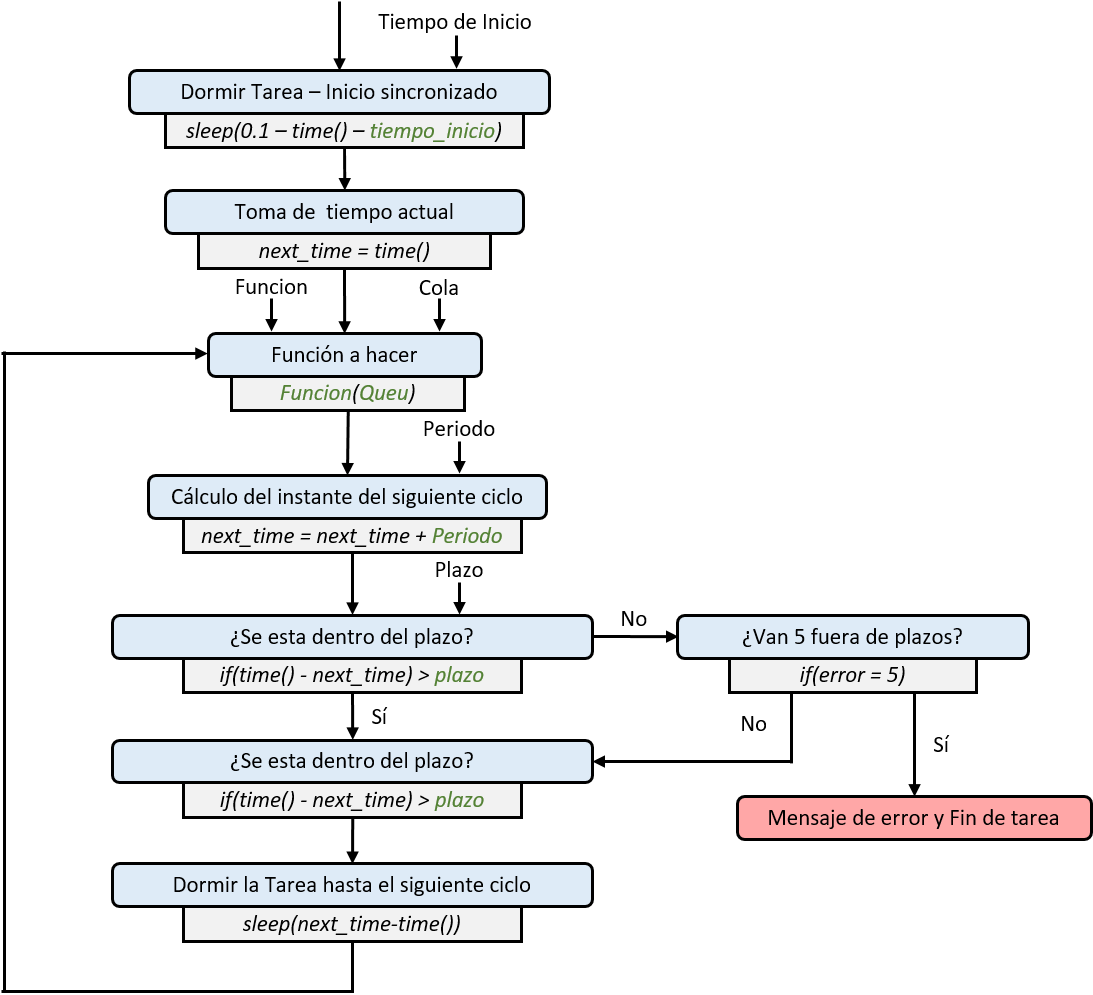 Tiempo de Inicio
Dormir Tarea – Inicio sincronizado
sleep(0.1 – time() – tiempo_inicio)
Toma de tiempo actual
next_time = time()
Funcion
Cola
Función a hacer
Funcion(Queu)
Periodo
Cálculo del instante del siguiente ciclo
next_time = next_time + Periodo
Plazo
¿Se esta dentro del plazo?
if(time() - next_time) > plazo
No
¿Van 5 fuera de plazos?
if(error = 5)
Sí
No
Sí
¿Se esta dentro del plazo?
if(time() - next_time) > plazo
Mensaje de error y Fin de tarea
Dormir la Tarea hasta el siguiente ciclo
sleep(next_time-time())